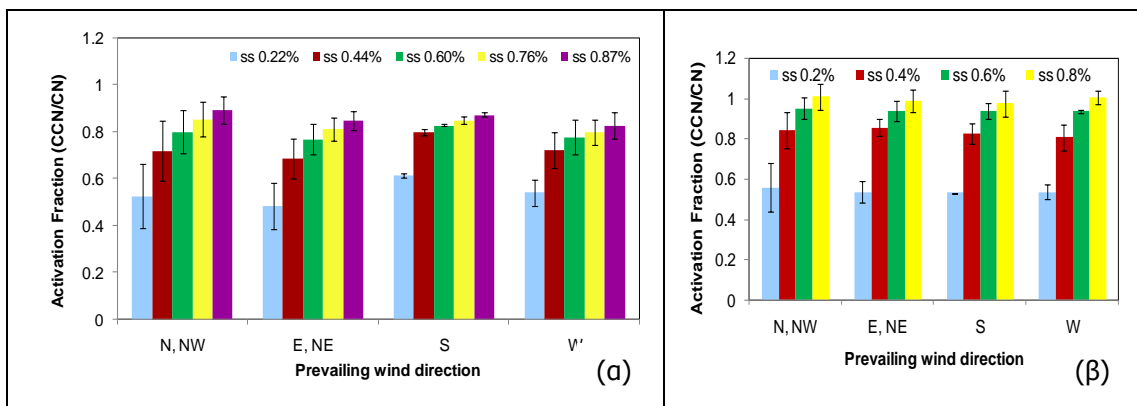 1.2
1
0.8
0.6
0.4
0.2
0
Activation Fraction (CCN/CN)
ss 0.22% ss 0.44% ss 0.60% ss 0.76% ss 0.87%
N, NW E, NE S W
Prevailing wind direction
(α)
1.2
1
0.8
0.6
0.4
0.2
0
Activation Fraction (CCN/CN)
ss 0.2% ss 0.4% ss 0.6% ss 0.8%
N, NW E, NE S W
Prevailing wind direction
(β)